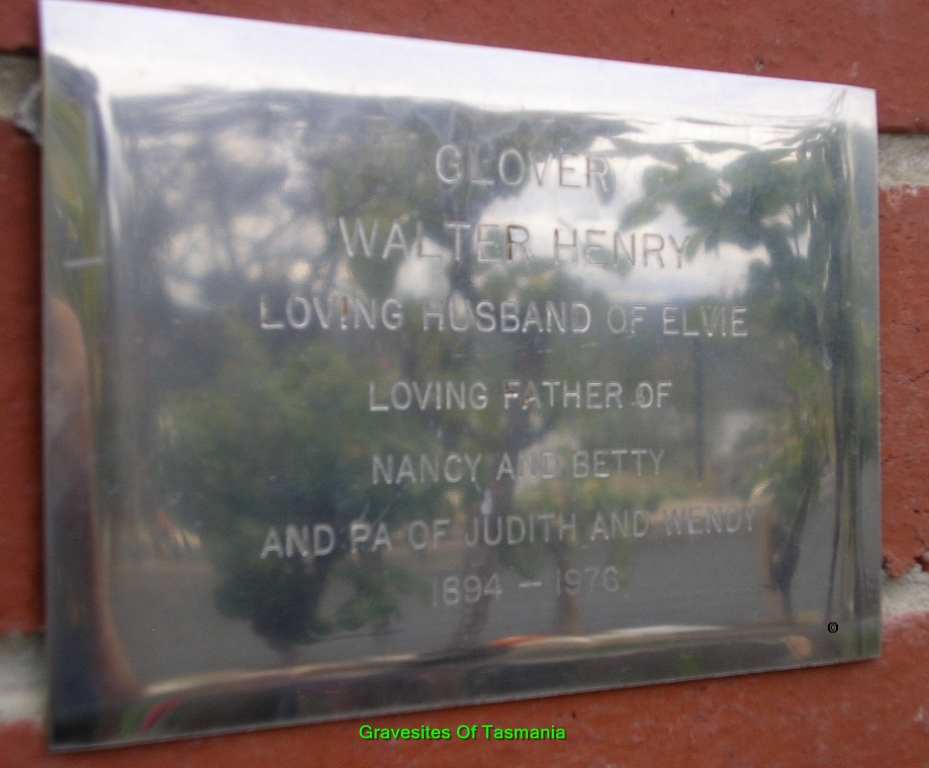 GLOVER
WALTER HENRY
LOVING HUSBAND OF ELVIE
LOVING FATHER OF
NANCY AND BETTY
AND PA OF JUDITH AND WENDY
1894 – 1976
Gravesites Of Tasmania